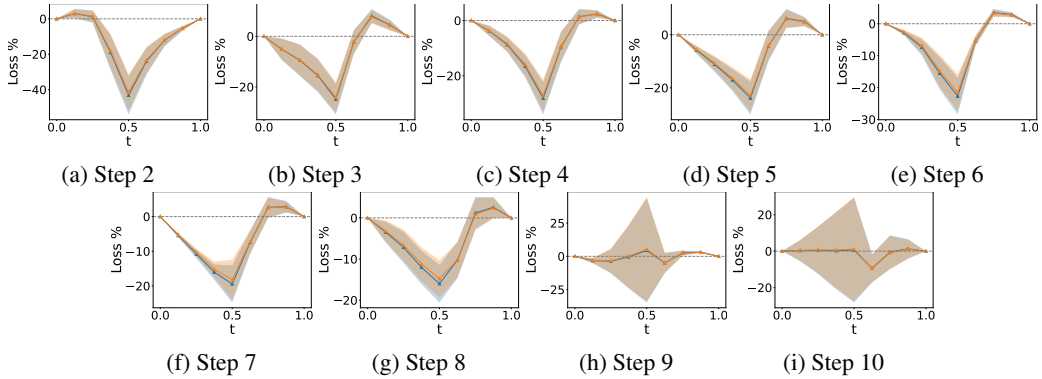 Loss %
0
−20
−40
0.0 0.5 1.0
t
(a) Step 2
Loss %
0
−20
0.0 0.5 1.0
t
(b) Step 3
Loss %
0
−20
0.0 0.5 1.0
t
(c) Step 4
Loss %
0
−20
0.0 0.5 1.0
t
(d) Step 5
Loss %
0
−10
−20
−30
0.0 0.5 1.0
t
(e) Step 6
Loss %
0
−10
−20
0.0 0.5 1.0
t
(f) Step 7
Loss %
0
−10
−20
0.0 0.5 1.0
t
(g) Step 8
Loss %
25
0
−25
0.0 0.5 1.0
t
(h) Step 9
Loss %
20
0
−20
0.0 0.5 1.0
t
(i) Step 10